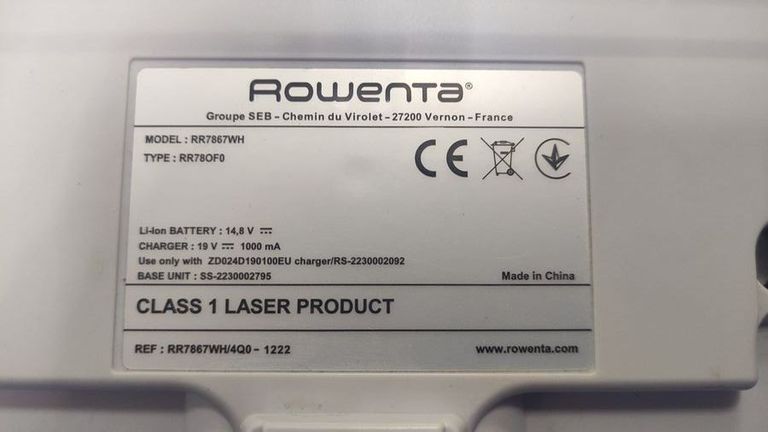 Rowenta®
Groupe SEB – Chemin du Virolet – 27200 Vernon – France
MODEL : RR7867WH
TYPE : RR78OF0
CE
Li-Ion BATTERY : 14,8 V ⎓
CHARGER : 19 V ⎓ 1000 mA
Use only with ZD024D190100EU charger/RS-2230002092
BASE UNIT : SS-2230002795
Made in China
CLASS 1 LASER PRODUCT
REF : RR7867WH/4Q0 - 1222
www.rowenta.com